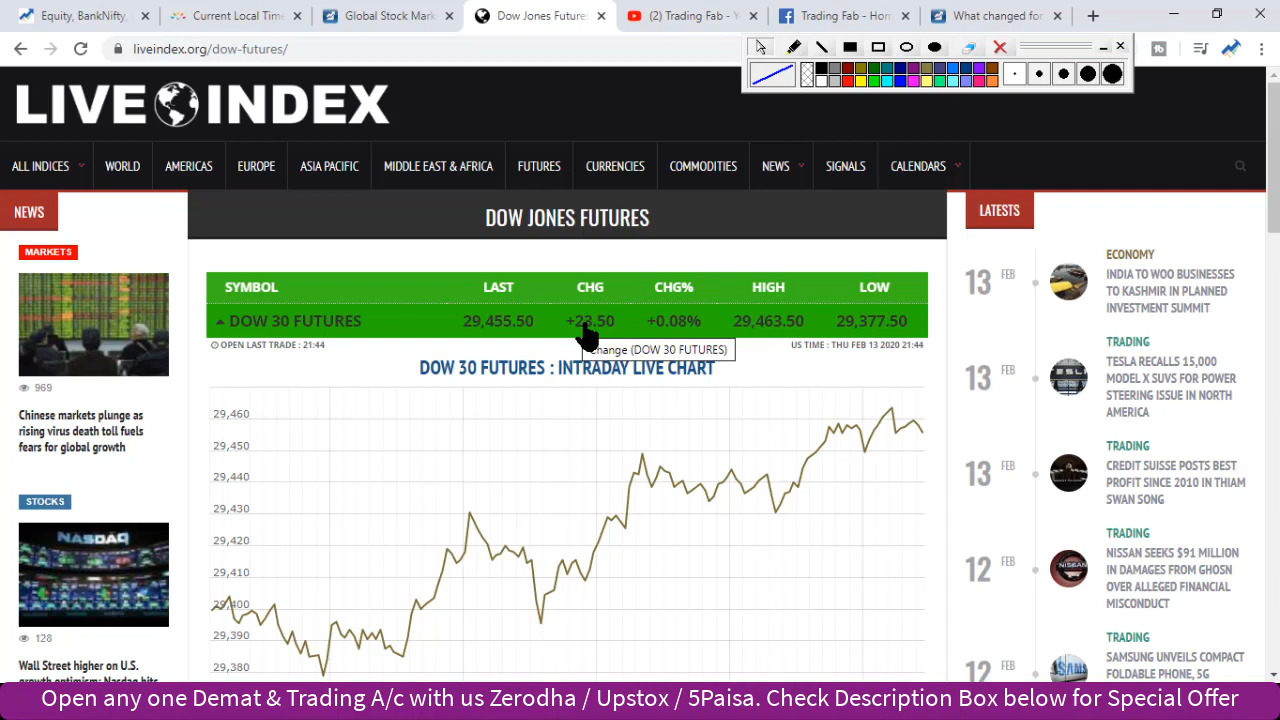 Equity, BankNifty,
Current Local Time
Global Stock Mark
Dow Jones Futures
(2) Trading Fab - Y
Trading Fab - Hom
What changed for
liveindex.org/dow-futures/
LIVE INDEX
ALL INDICES
WORLD
AMERICAS
EUROPE
ASIA PACIFIC
MIDDLE EAST & AFRICA
FUTURES
CURRENCIES
COMMODITIES
NEWS
SIGNALS
CALENDARS
NEWS
MARKETS
969
Chinese markets plunge as
rising virus death toll fuels
fears for global growth
STOCKS
NASDAQ
128
Wall Street higher on U.S.
growth optimism; Nasdaq hits
DOW JONES FUTURES
SYMBOL LAST CHG CHG% HIGH LOW
DOW 30 FUTURES 29,455.50 +23.50 +0.08% 29,463.50 29,377.50
OPEN LAST TRADE : 21:44
Change (DOW 30 FUTURES)
US TIME : THU FEB 13 2020 21:44
DOW 30 FUTURES : INTRADAY LIVE CHART
29,460
29,450
29,440
29,430
29,420
29,410
29,400
29,390
29,380
LATESTS
13 FEB
ECONOMY
INDIA TO WOO BUSINESSES
TO KASHMIR IN PLANNED
INVESTMENT SUMMIT
13 FEB
TRADING
TESLA RECALLS 15,000
MODEL X SUVS FOR POWER
STEERING ISSUE IN NORTH
AMERICA
13 FEB
TRADING
CREDIT SUISSE POSTS BEST
PROFIT SINCE 2010 IN THIAM
SWAN SONG
12 FEB
TRADING
NISSAN SEEKS $91 MILLION
IN DAMAGES FROM GHOSN
OVER ALLEGED FINANCIAL
MISCONDUCT
12 FEB
TRADING
SAMSUNG UNVEILS COMPACT
FOLDABLE PHONE, 5G
Open any one Demat & Trading A/c with us Zerodha / Upstox / 5Paisa. Check Description Box below for Special Offer